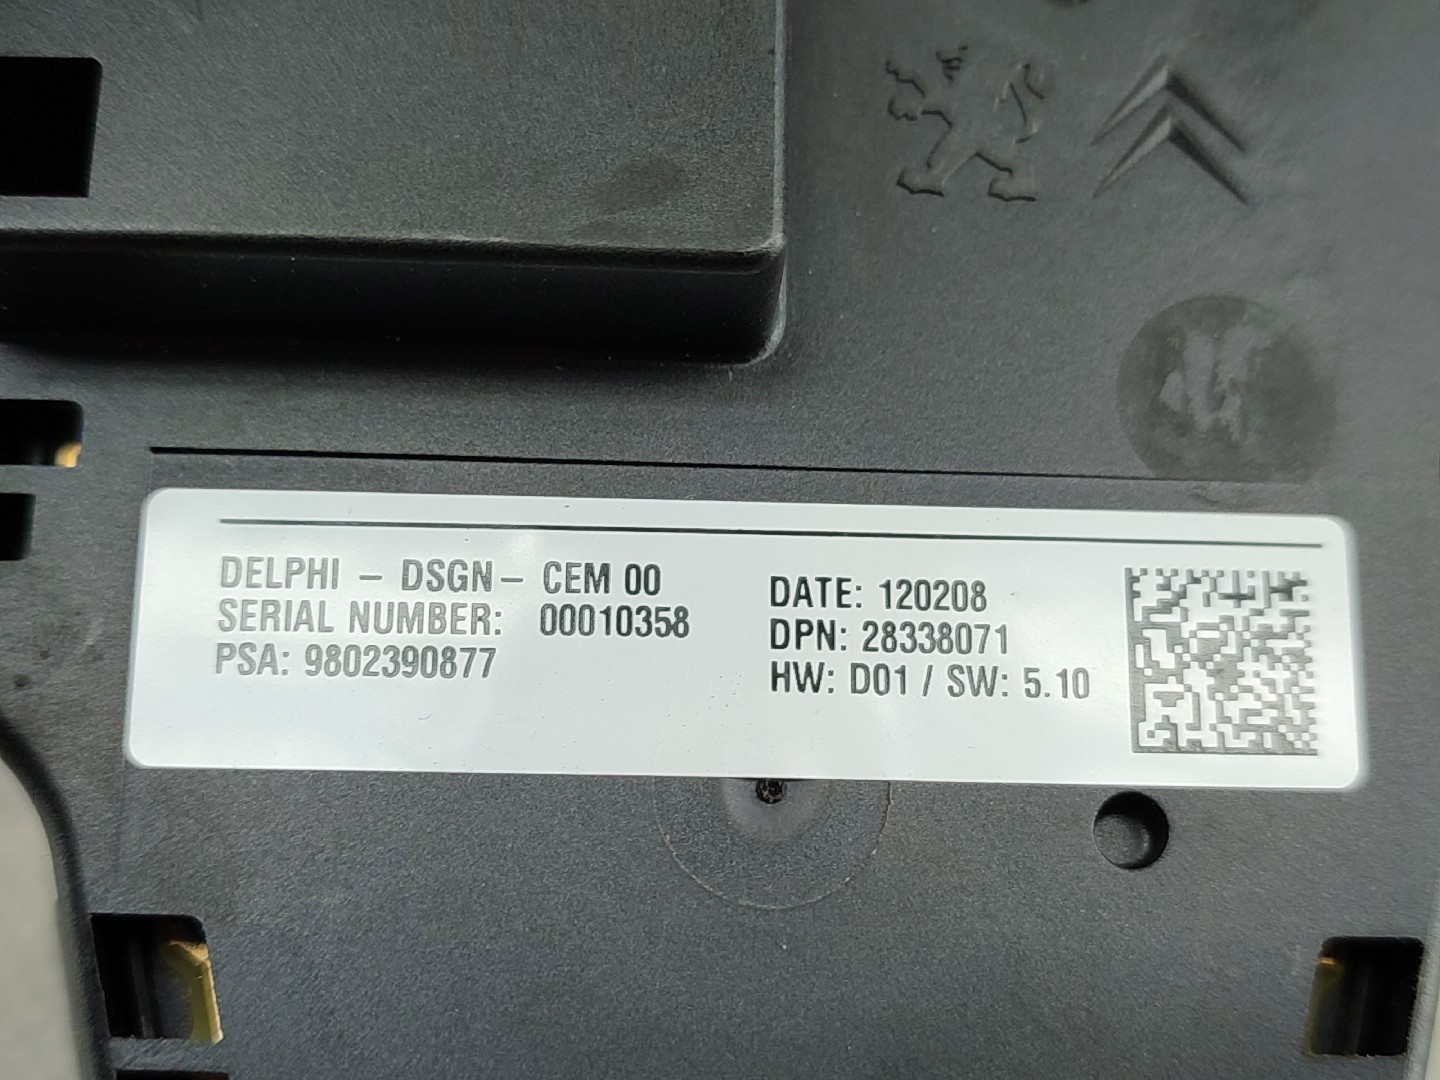 DELPHI - DSGN - CEM 00
SERIAL NUMBER: 00010358
PSA: 9802390877
DATE: 120208
DPN: 28338071
HW: D01 / SW: 5.10